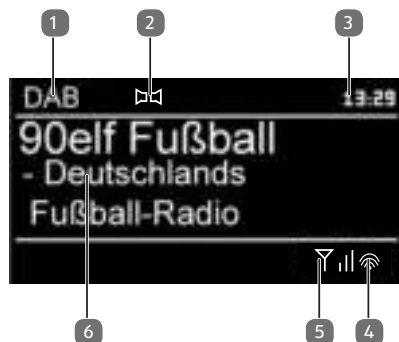 1 2 3
DAB 13:29
90elf Fußball
- Deutschlands
Fußball-Radio
6 5 4